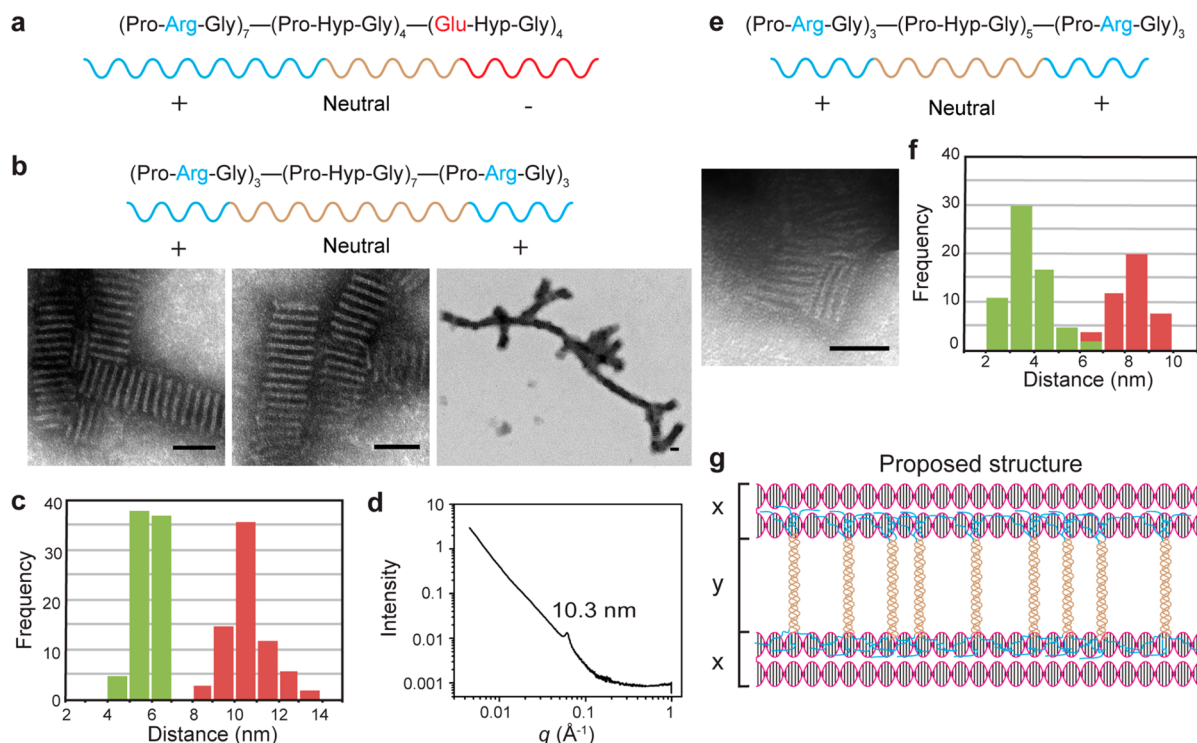 a
(Pro-Arg-Gly)7—(Pro-Hyp-Gly)4—(Glu-Hyp-Gly)4
+ Neutral -
b
(Pro-Arg-Gly)3—(Pro-Hyp-Gly)7—(Pro-Arg-Gly)3
+ Neutral +
c
Frequency
40
30
20
10
0
2 4 6 8 10 12 14
Distance (nm)
d
Intensity
10
1
0.1
0.01
0.001
10.3 nm
0.01 0.1 1
q (Å-1)
e
(Pro-Arg-Gly)3—(Pro-Hyp-Gly)5—(Pro-Arg-Gly)3
+ Neutral +
f
Frequency
40
30
20
10
0
2 4 6 8 10
Distance (nm)
g
Proposed structure
x
y
x